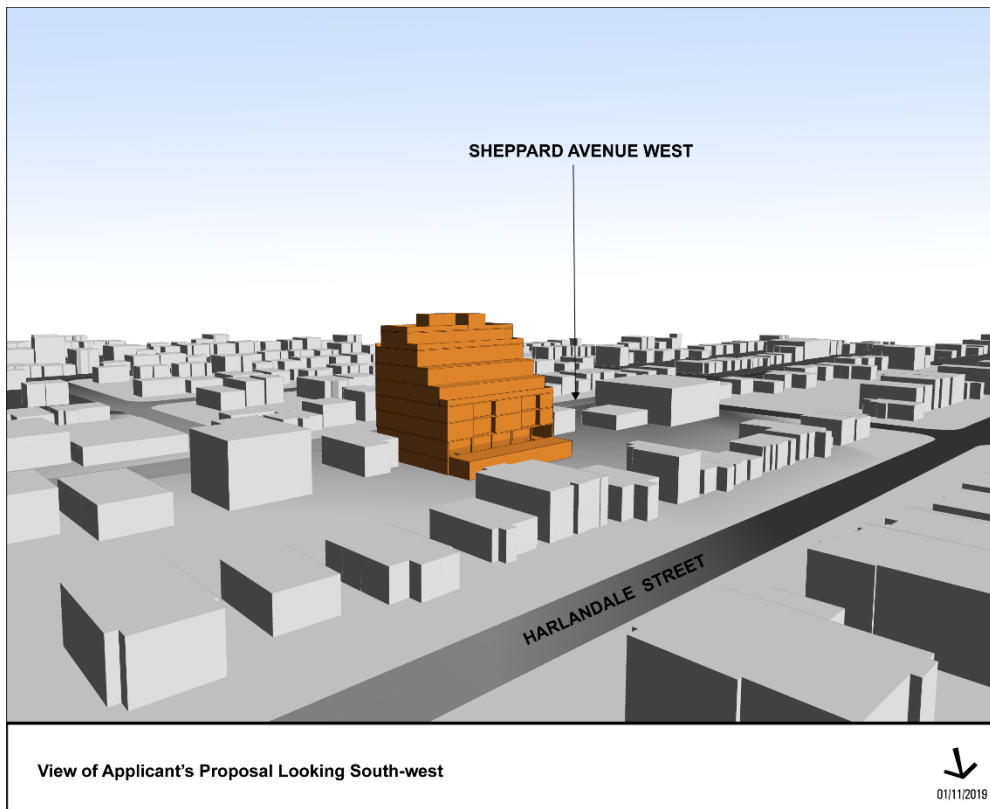 SHEPPARD AVENUE WEST
HARLANDALE STREET
View of Applicant's Proposal Looking South-west
01/11/2019